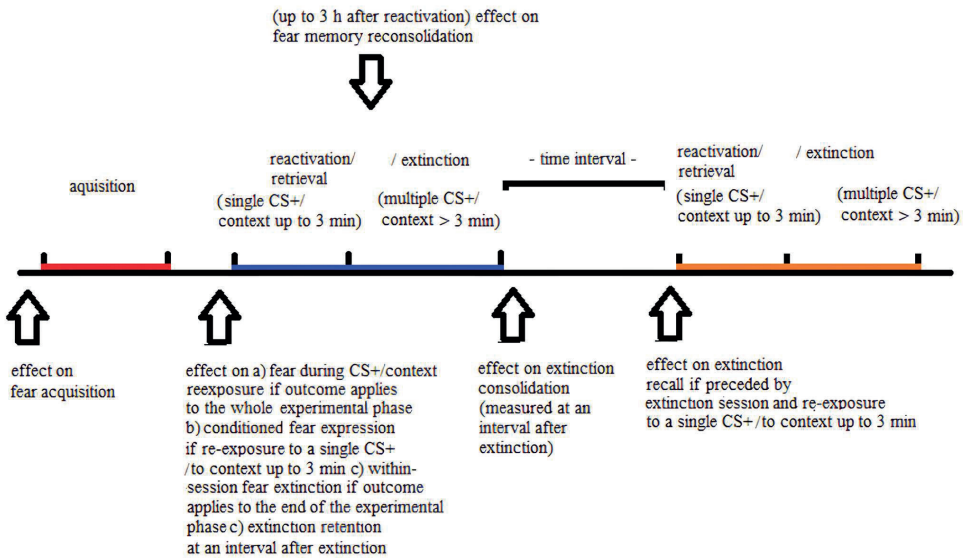 (up to 3 h after reactivation) effect on
fear memory reconsolidation
aquisition
reactivation/
retrieval
(single CS+/
context up to 3 min)
/ extinction
(multiple CS+/
context > 3 min)
- time interval -
reactivation/
retrieval
(single CS+/
context up to 3 min)
/ extinction
(multiple CS+/
context > 3 min)
effect on
fear acquisition
effect on a) fear during CS+/context
reexposure if outcome applies
to the whole experimental phase
b) conditioned fear expression
if re-exposure to a single CS+
/to context up to 3 min c) within-
session fear extinction if outcome
applies to the end of the experimental
phase c) extinction retention
at an interval after extinction
effect on extinction
consolidation
(measured at an
interval after
extinction)
effect on extinction
recall if preceded by
extinction session and re-exposure
to a single CS+/to context up to 3 min